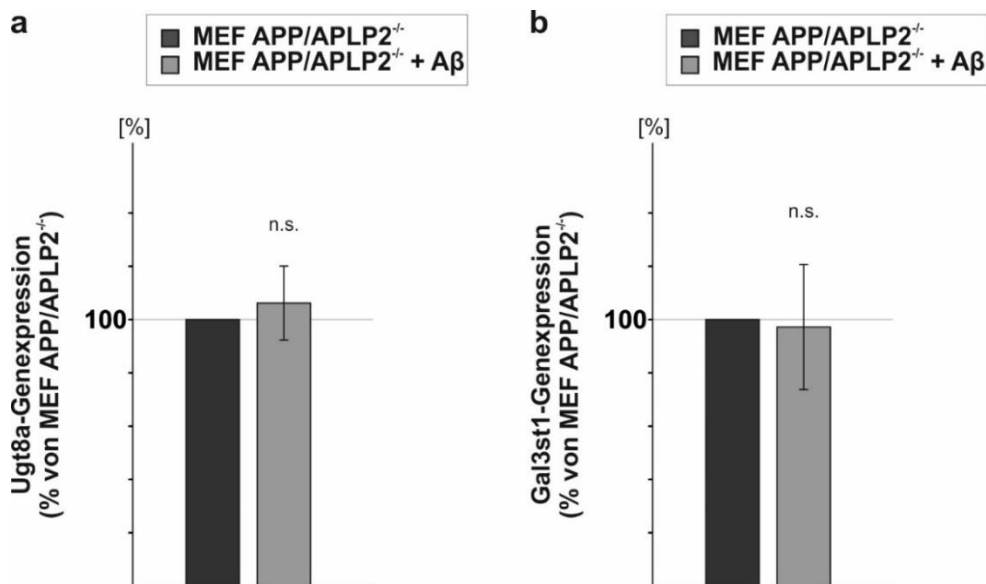 a
MEF APP/APLP2-/-
MEF APP/APLP2-/- + Aβ
[%]
Ugt8a-Genexpression
(% von MEF APP/APLP2-/-)
100
n.s.
b
MEF APP/APLP2-/-
MEF APP/APLP2-/- + Aβ
[%]
Gal3st1-Genexpression
(% von MEF APP/APLP2-/-)
100
n.s.